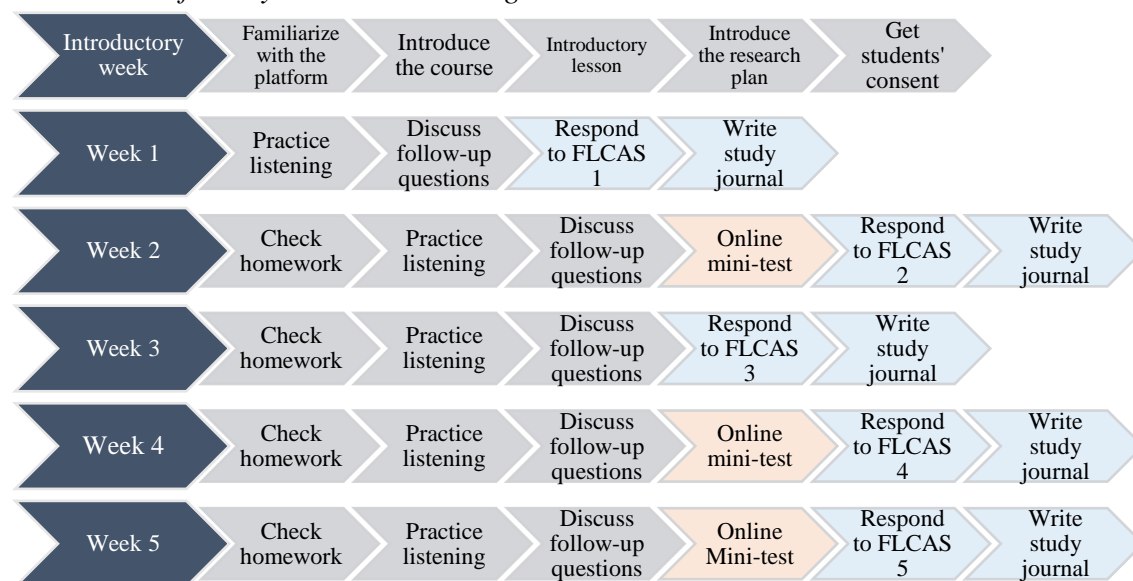 Introductory
week
Familiarize
with the
platform
Introduce
the course
Introductory
lesson
Introduce
the research
plan
Get
students'
consent
Week 1
Practice
listening
Discuss
follow-up
questions
Respond
to FLCAS
1
Write
study
journal
Week 2
Check
homework
Practice
listening
Discuss
follow-up
questions
Online
mini-test
Respond
to FLCAS
2
Write
study
journal
Week 3
Check
homework
Practice
listening
Discuss
follow-up
questions
Respond
to FLCAS
3
Write
study
journal
Week 4
Check
homework
Practice
listening
Discuss
follow-up
questions
Online
mini-test
Respond
to FLCAS
4
Write
study
journal
Week 5
Check
homework
Practice
listening
Discuss
follow-up
questions
Online
Mini-test
Respond
to FLCAS
5
Write
study
journal